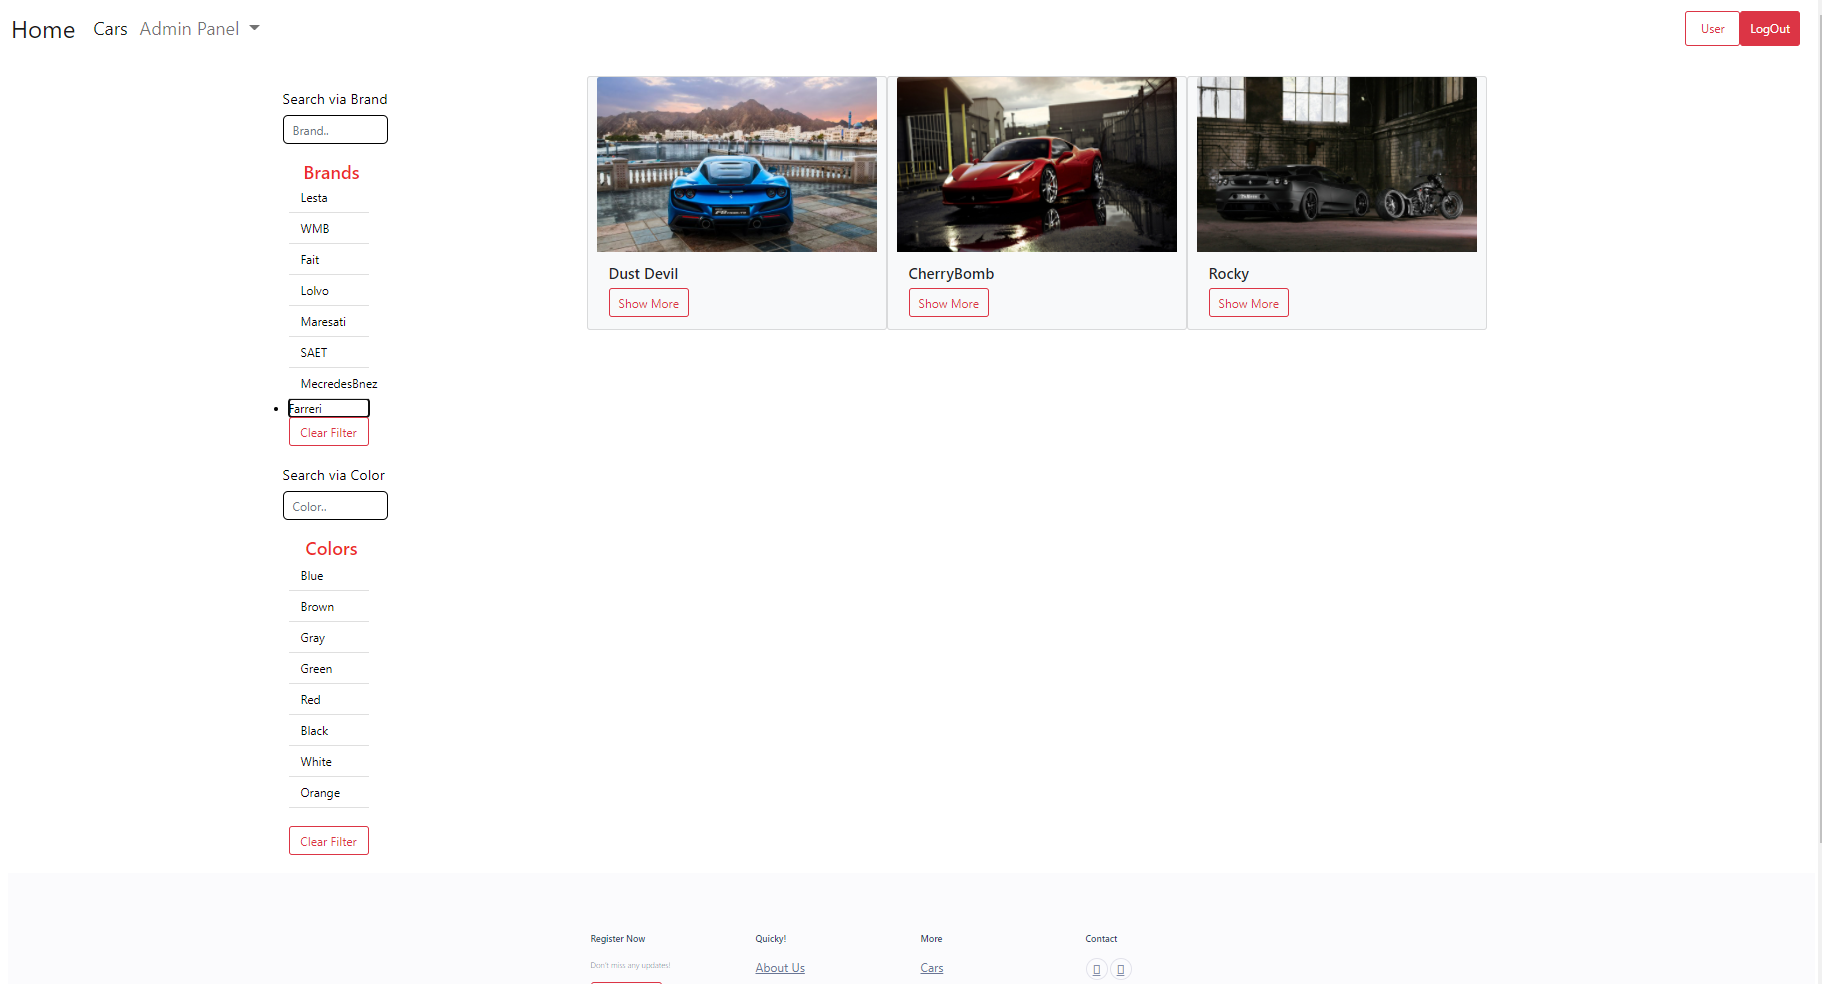 Home Cars Admin Panel
User LogOut
Search via Brand
Brand..
Brands
Lesta
WMB
Fait
Lolvo
Maresati
SAET
MecredesBnez
Farreri
Clear Filter
Search via Color
Color..
Colors
Blue
Brown
Gray
Green
Red
Black
White
Orange
Clear Filter
Dust Devil
Show More
CherryBomb
Show More
Rocky
Show More
Register Now
Don't miss any updates!
Quicky!
About Us
More
Cars
Contact